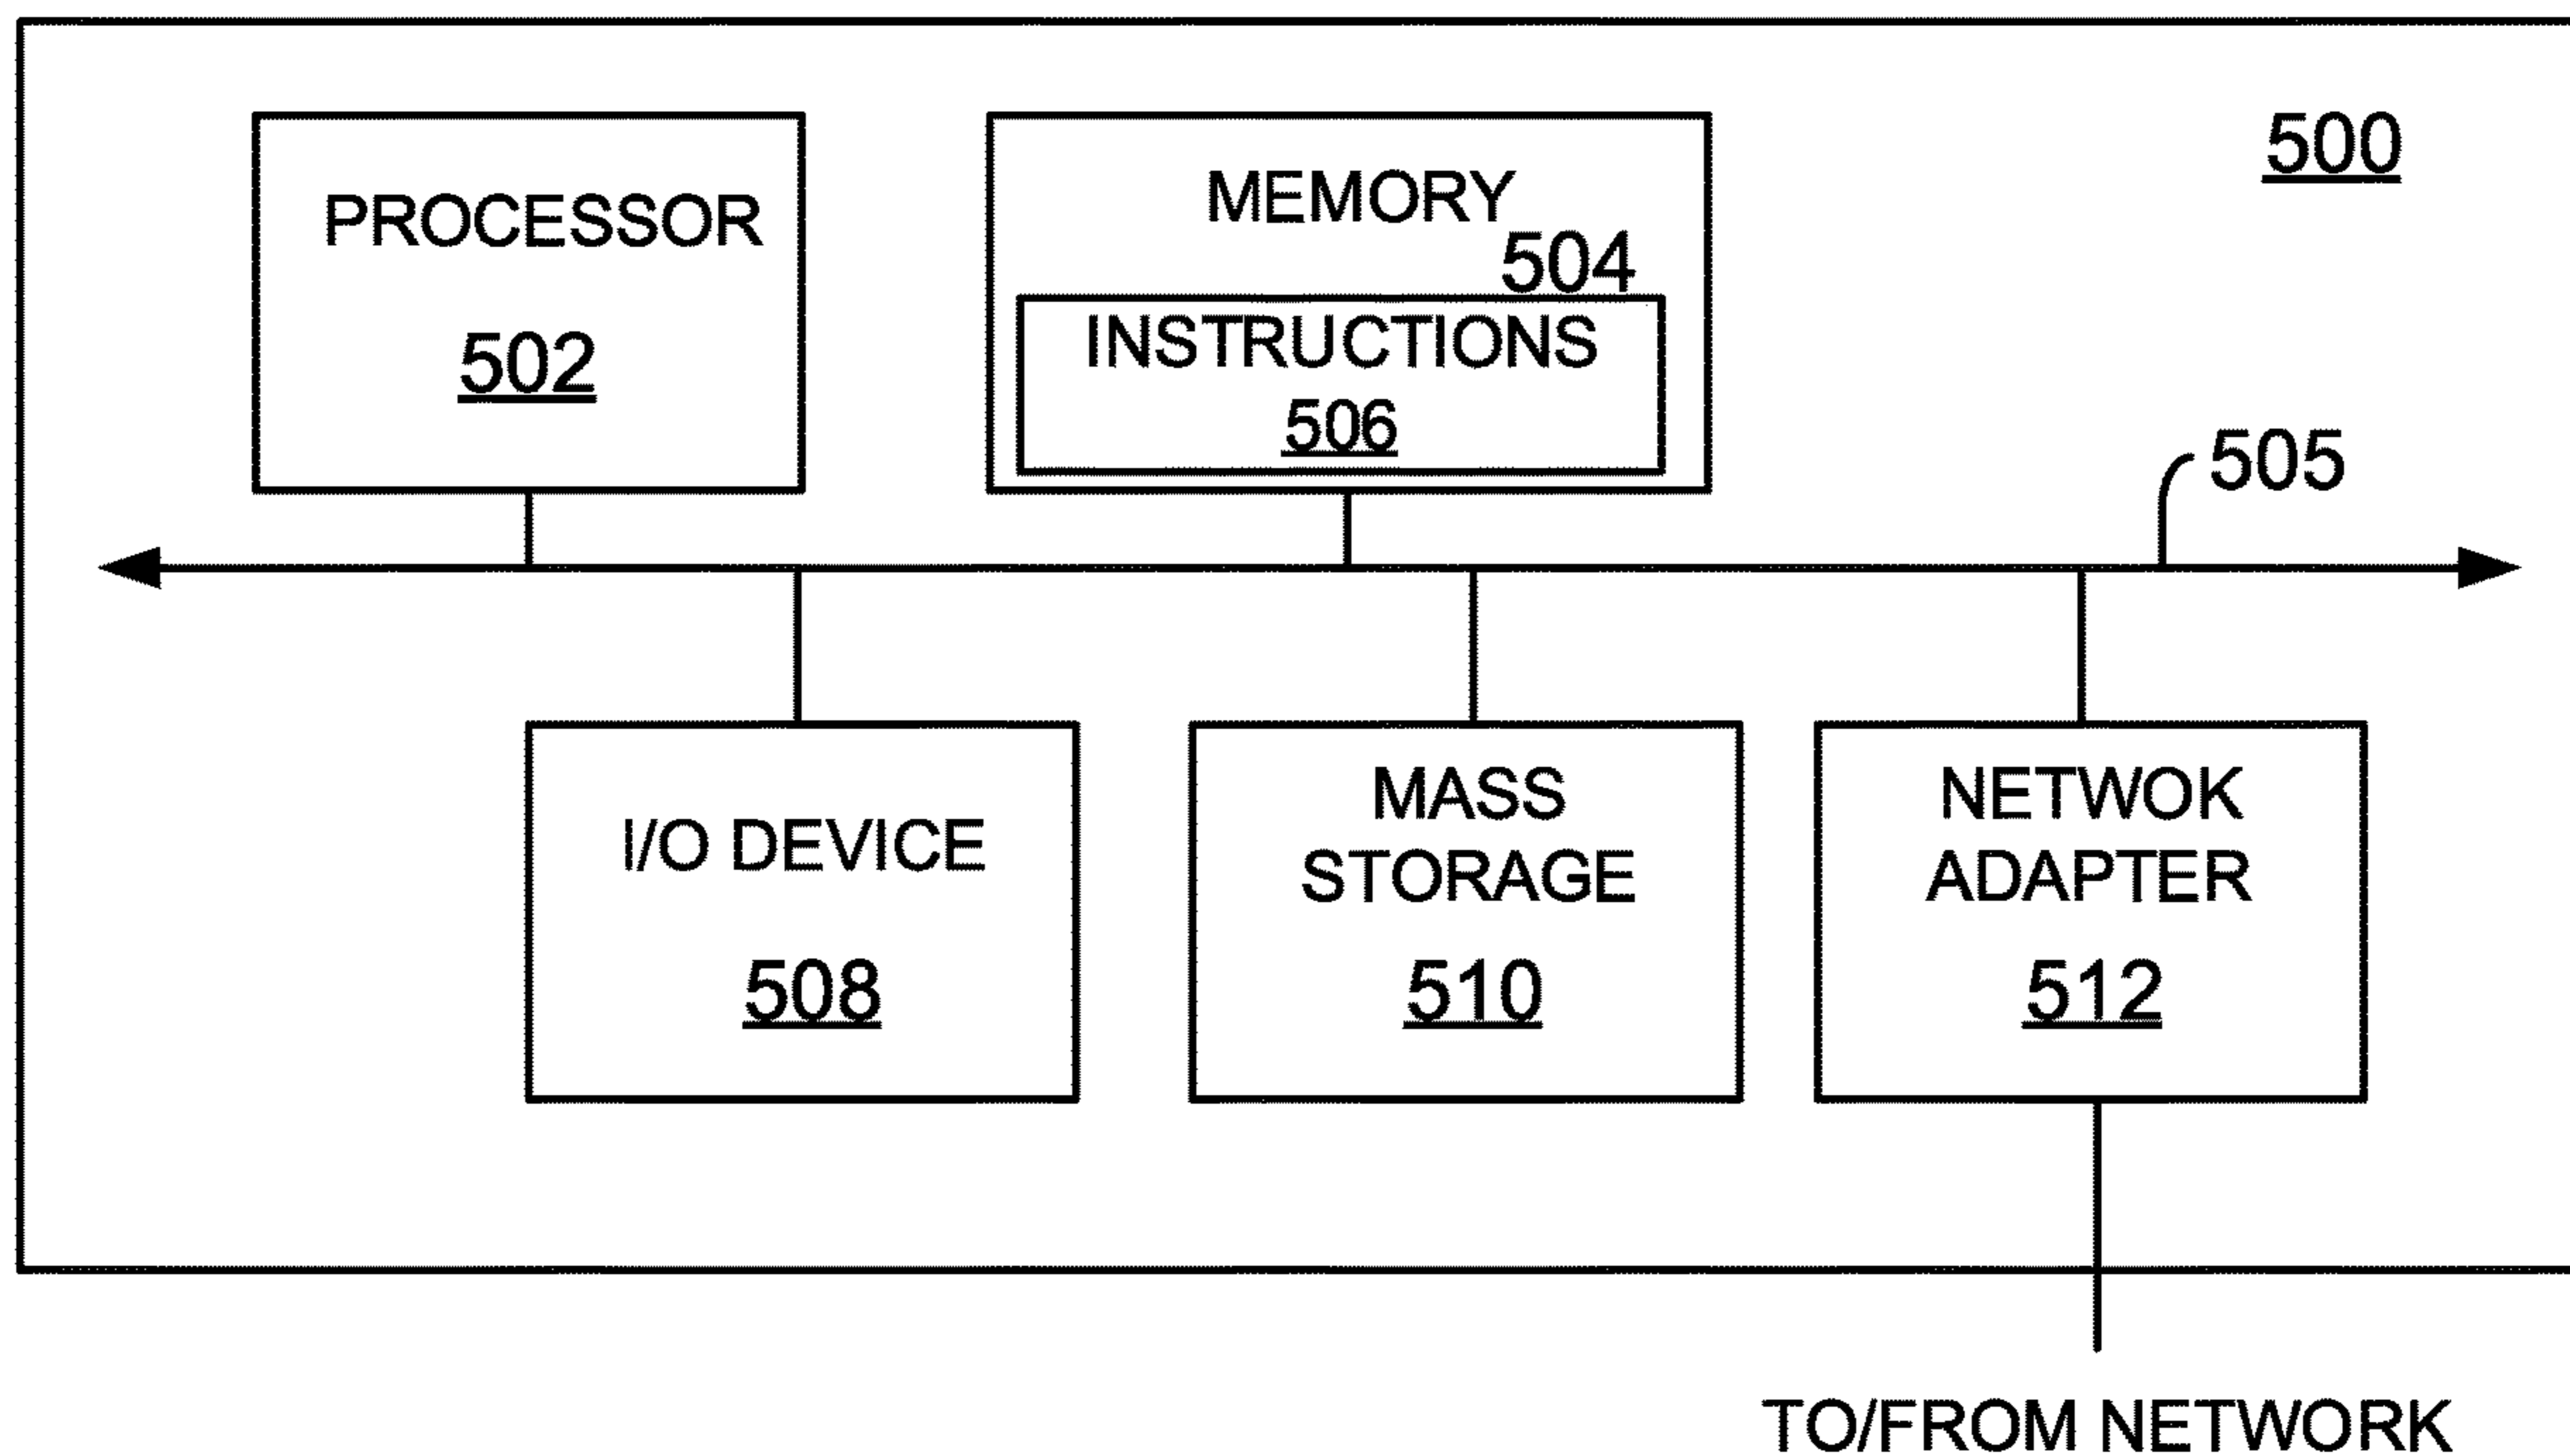 500
PROCESSOR
502
MEMORY
504
INSTRUCTIONS
506
505
I/O DEVICE
508
MASS
STORAGE
510
NETWOK
ADAPTER
512
TO/FROM NETWORK